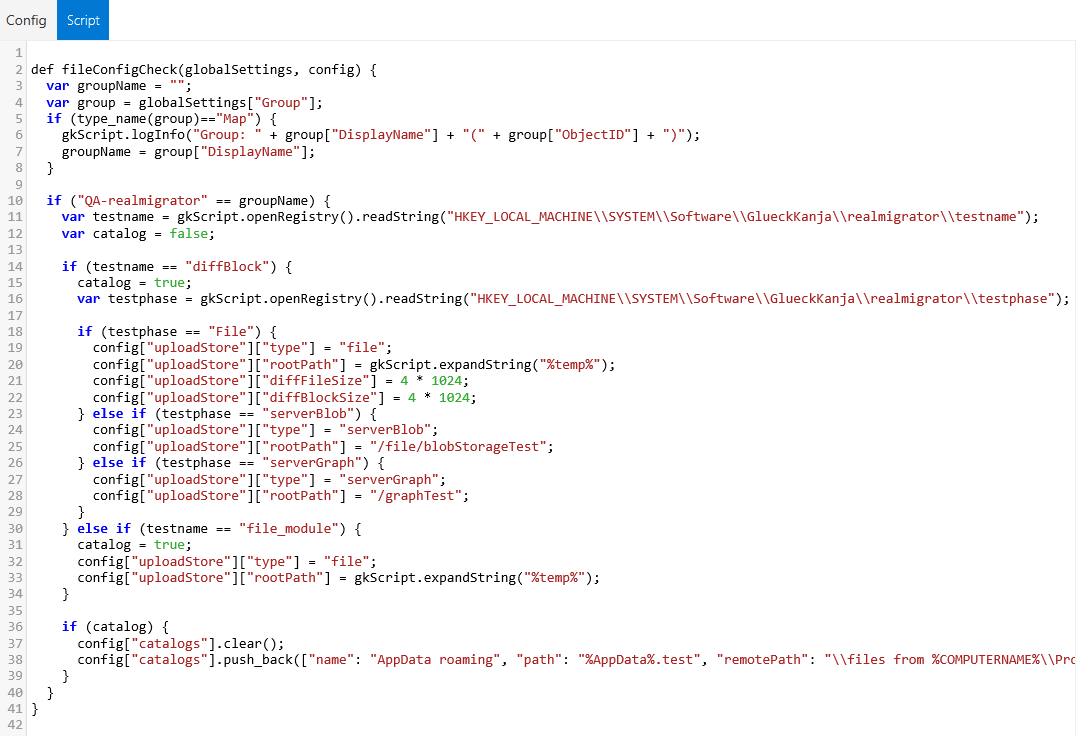 Config Script
1
2 def fileConfigCheck(globalSettings, config) {
3   var groupName = "";
4   var group = globalSettings["Group"];
5   if (type_name(group)=="Map") {
6     gkScript.logInfo("Group: " + group["DisplayName"] + "(" + group["ObjectID"] + ")");
7     groupName = group["DisplayName"];
8   }
9
10   if ("QA-realmigrator" == groupName) {
11     var testname = gkScript.openRegistry().readString("HKEY_LOCAL_MACHINE\\SYSTEM\\Software\\GlueckKanja\\realmigrator\\testname");
12     var catalog = false;
13
14     if (testname == "diffBlock") {
15       catalog = true;
16       var testphase = gkScript.openRegistry().readString("HKEY_LOCAL_MACHINE\\SYSTEM\\Software\\GlueckKanja\\realmigrator\\testphase");
17
18       if (testphase == "File") {
19         config["uploadStore"]["type"] = "file";
20         config["uploadStore"]["rootPath"] = gkScript.expandString("%temp%");
21         config["uploadStore"]["diffFileSize"] = 4 * 1024;
22         config["uploadStore"]["diffBlockSize"] = 4 * 1024;
23       } else if (testphase == "serverBlob") {
24         config["uploadStore"]["type"] = "serverBlob";
25         config["uploadStore"]["rootPath"] = "/file/blobStorageTest";
26       } else if (testphase == "serverGraph") {
27         config["uploadStore"]["type"] = "serverGraph";
28         config["uploadStore"]["rootPath"] = "/graphTest";
29       }
30     } else if (testname == "file_module") {
31       catalog = true;
32       config["uploadStore"]["type"] = "file";
33       config["uploadStore"]["rootPath"] = gkScript.expandString("%temp%");
34     }
35
36     if (catalog) {
37       config["catalogs"].clear();
38       config["catalogs"].push_back(["name": "AppData roaming", "path": "%AppData%.test", "remotePath": "\\files from %COMPUTERNAME%\\Pro
39     }
40   }
41 }
42